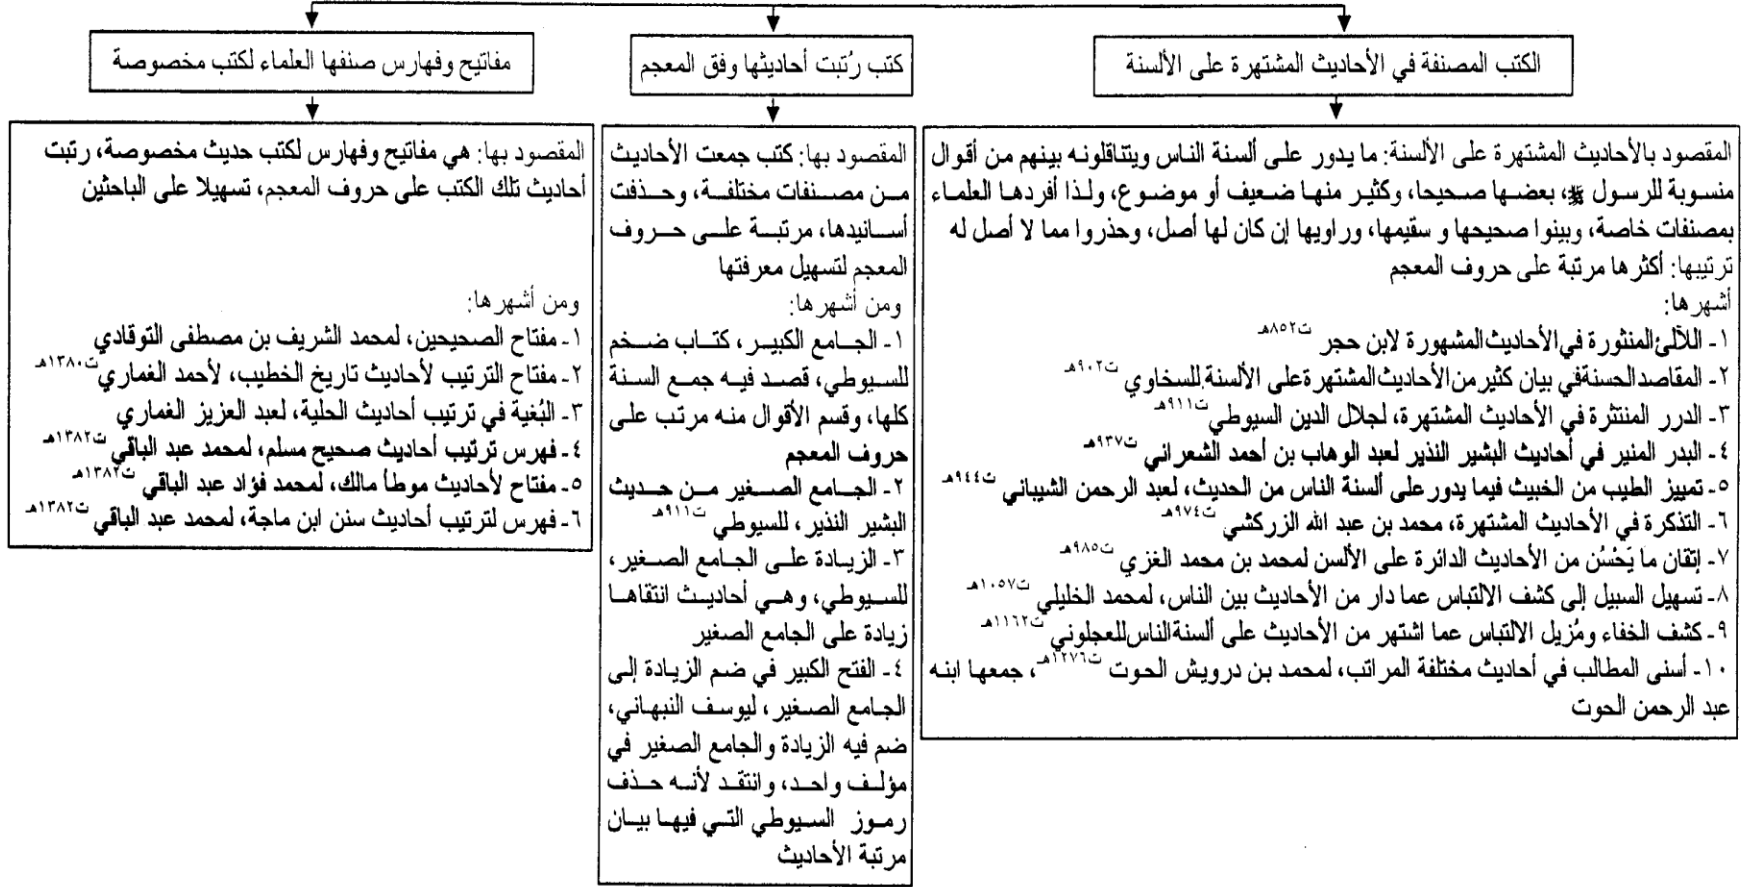 الكتب المصنفة في الأحاديث المشتهرة على الألسنة
المقصود بالأحاديث المشتهرة على الألسنة: ما يدور على ألسنة الناس ويتناقلونه بينهم من أقوال
منسوبة للرسول ﷺ، بعضها صحيحا، وكثير منها ضعيف أو موضوع، ولذا أفردها العلماء
بمصنفات خاصة، وبينوا صحيحها و سقيمها، وراويها إن كان لها أصل، وحذروا مما لا أصل له
ترتيبها: أكثرها مرتبة على حروف المعجم
أشهرها:
١- اللآلئ المنثورة في الأحاديث المشهورة لابن حجر ت٨٥٢هـ
٢- المقاصد الحسنة في بيان كثير من الأحاديث المشتهرة على الألسنة للسخاوي ت٩٠٢هـ
٣- الدرر المنتثرة في الأحاديث المشتهرة، لجلال الدين السيوطي ت٩١١هـ
٤- البدر المنير في أحاديث البشير النذير لعبد الوهاب بن أحمد الشعراني ت٩٣٧هـ
٥- تمييز الطيب من الخبيث فيما يدور على ألسنة الناس من الحديث، لعبد الرحمن الشيباني ت٩٤٤هـ
٦- التذكرة في الأحاديث المشتهرة، محمد بن عبد الله الزركشي ت٩٧٤هـ
٧- إتقان ما يَحْسُن من الأحاديث الدائرة على الألسن لمحمد بن محمد الغزي ت٩٨٥هـ
٨- تسهيل السبيل إلى كشف الالتباس عما دار من الأحاديث بين الناس، لمحمد الخليلي ت١٠٥٧هـ
٩- كشف الخفاء ومُزيل الالتباس عما اشتهر من الأحاديث على ألسنة الناس للعجلوني ت١١٦٢هـ
١٠- أسنى المطالب في أحاديث مختلفة المراتب، لمحمد بن درويش الحوت ت١٢٧٦هـ، جمعها ابنه
عبد الرحمن الحوت
كتب رُتبت أحاديثها وفق المعجم
المقصود بها: كتب جمعت الأحاديث
من مصنفات مختلفة، وحذفت
أسانيدها، مرتبة على حروف
المعجم لتسهيل معرفتها
ومن أشهرها:
١- الجامع الكبير، كتاب ضخم
للسيوطي، قصد فيه جمع السنة
كلها، وقسم الأقوال منه مرتب على
حروف المعجم
٢- الجامع الصغير من حديث
البشير النذير، للسيوطي ت٩١١هـ
٣- الزيادة على الجامع الصغير،
للسيوطي، وهي أحاديث انتقاها
زيادة على الجامع الصغير
٤- الفتح الكبير في ضم الزيادة إلى
الجامع الصغير، ليوسف النبهاني،
ضم فيه الزيادة والجامع الصغير في
مؤلف واحد، وانتقد لأنه حذف
رموز السيوطي التي فيها بيان
مرتبة الأحاديث
مفاتيح وفهارس صنفها العلماء لكتب مخصوصة
المقصود بها: هي مفاتيح وفهارس لكتب حديث مخصوصة، رتبت
أحاديث تلك الكتب على حروف المعجم، تسهيلا على الباحثين
ومن أشهرها:
١- مفتاح الصحيحين، لمحمد الشريف بن مصطفى التوقادي
٢- مفتاح الترتيب لأحاديث تاريخ الخطيب، لأحمد الغماري ت١٣٨٠هـ
٣- البُغية في ترتيب أحاديث الحلية، لعبد العزيز الغماري
٤- فهرس ترتيب أحاديث صحيح مسلم، لمحمد عبد الباقي ت١٣٨٢هـ
٥- مفتاح لأحاديث موطأ مالك، لمحمد فؤاد عبد الباقي ت١٣٨٢هـ
٦- فهرس لترتيب أحاديث سنن ابن ماجة، لمحمد عبد الباقي ت١٣٨٢هـ